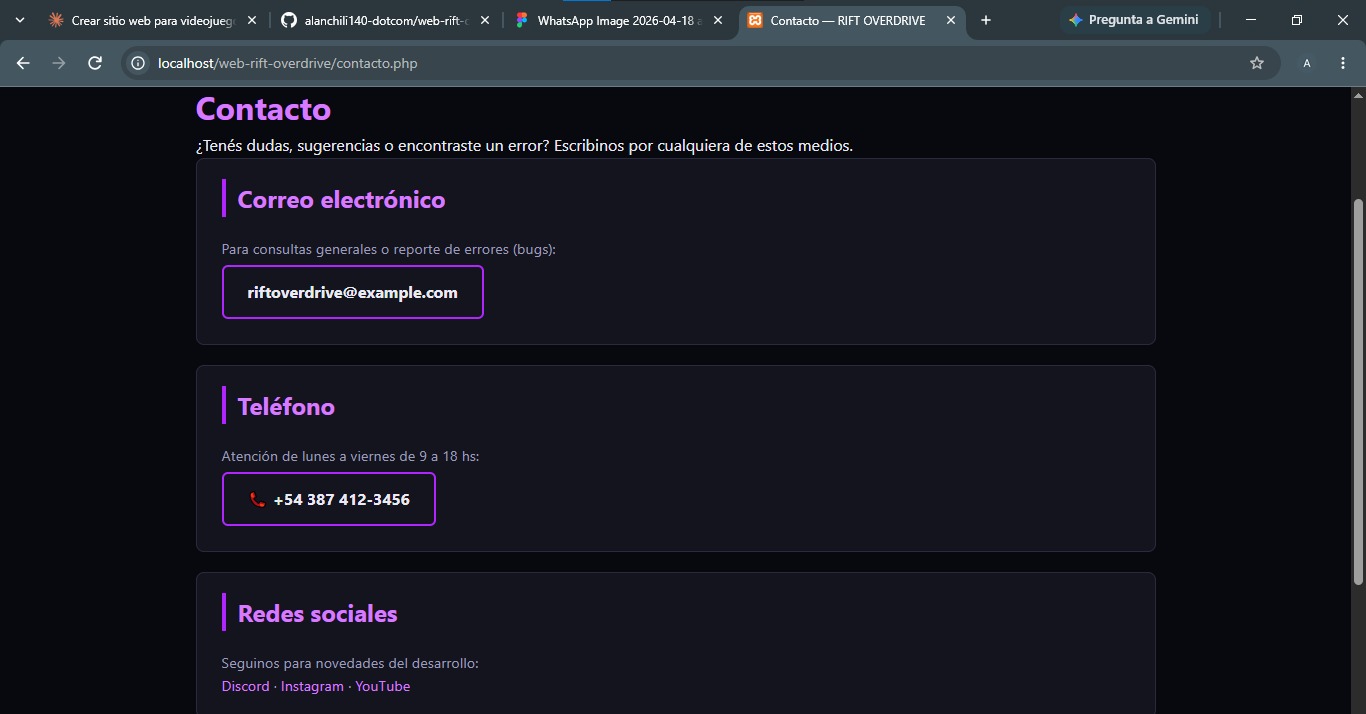 Crear sitio web para videojueg
alanchili140-dotcom/web-rift-
WhatsApp Image 2026-04-18 a
Contacto — RIFT OVERDRIVE
Pregunta a Gemini
localhost/web-rift-overdrive/contacto.php
A
Contacto
¿Tenés dudas, sugerencias o encontraste un error? Escribinos por cualquiera de estos medios.
Correo electrónico
Para consultas generales o reporte de errores (bugs):
riftoverdrive@example.com
Teléfono
Atención de lunes a viernes de 9 a 18 hs:
+54 387 412-3456
Redes sociales
Seguinos para novedades del desarrollo:
Discord · Instagram · YouTube